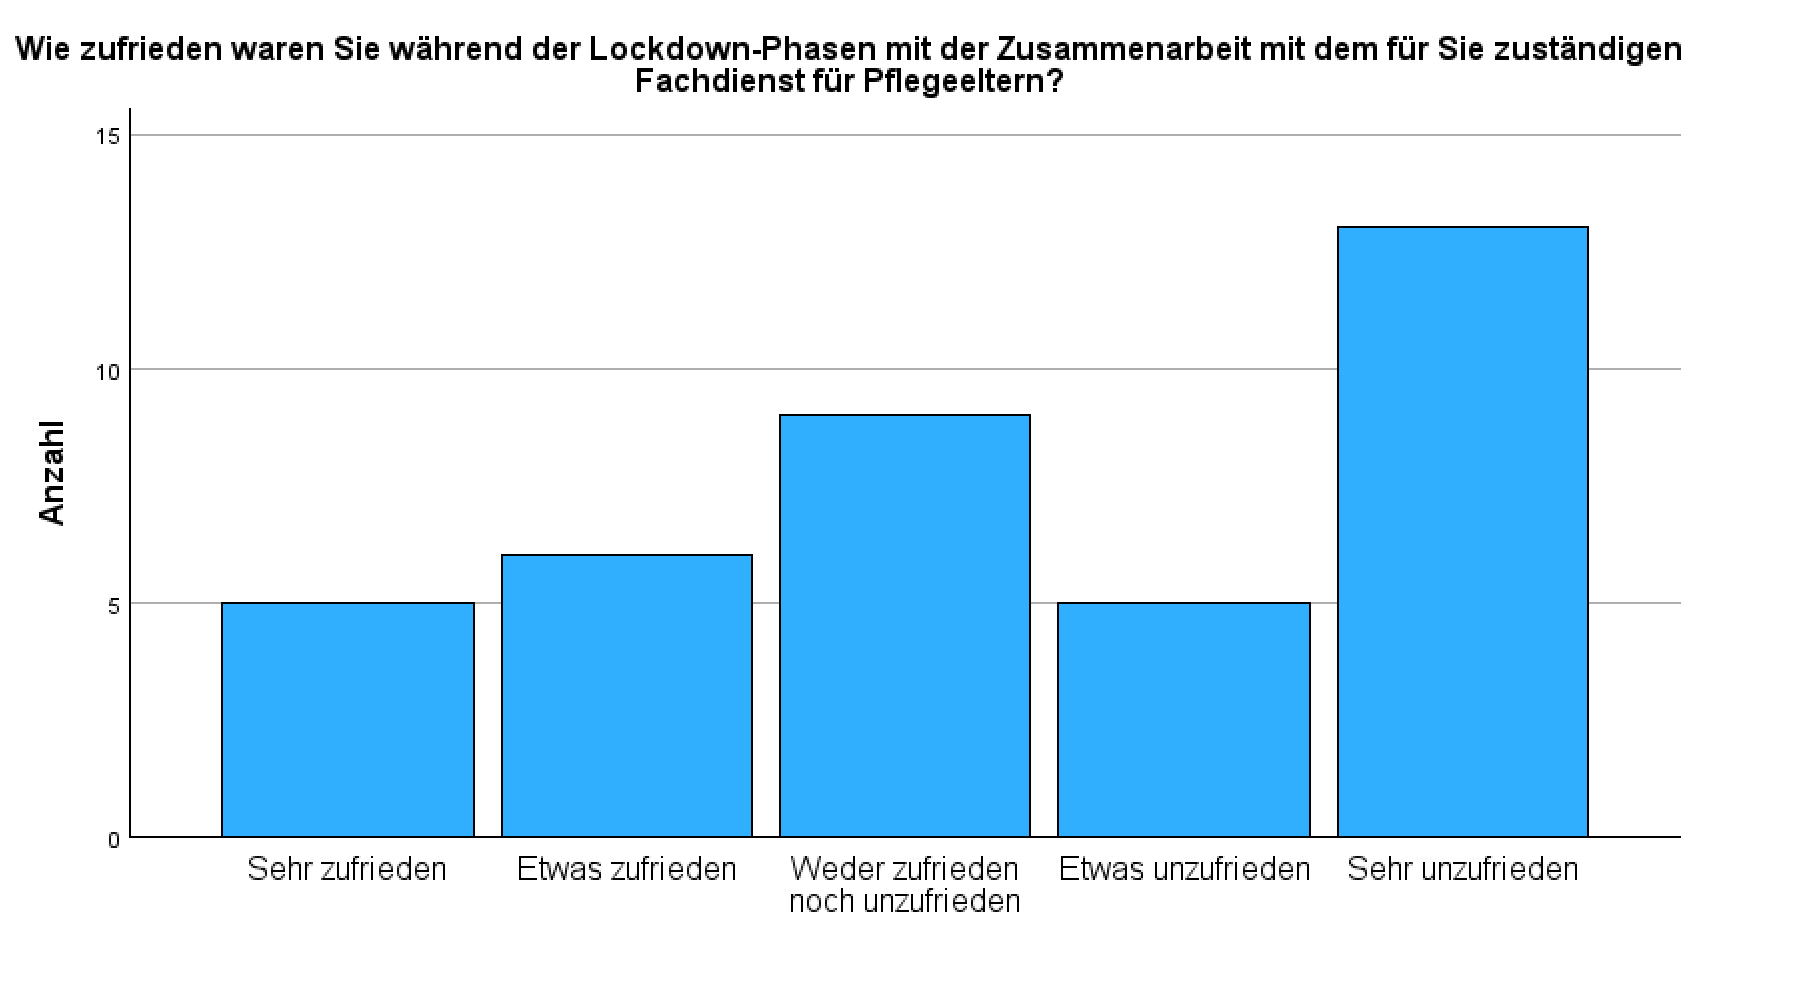 Wie zufrieden waren Sie während der Lockdown-Phasen mit der Zusammenarbeit mit dem für Sie zuständigen
Fachdienst für Pflegeeltern?
Anzahl
15
10
5
0
Sehr zufrieden
Etwas zufrieden
Weder zufrieden
noch unzufrieden
Etwas unzufrieden
Sehr unzufrieden